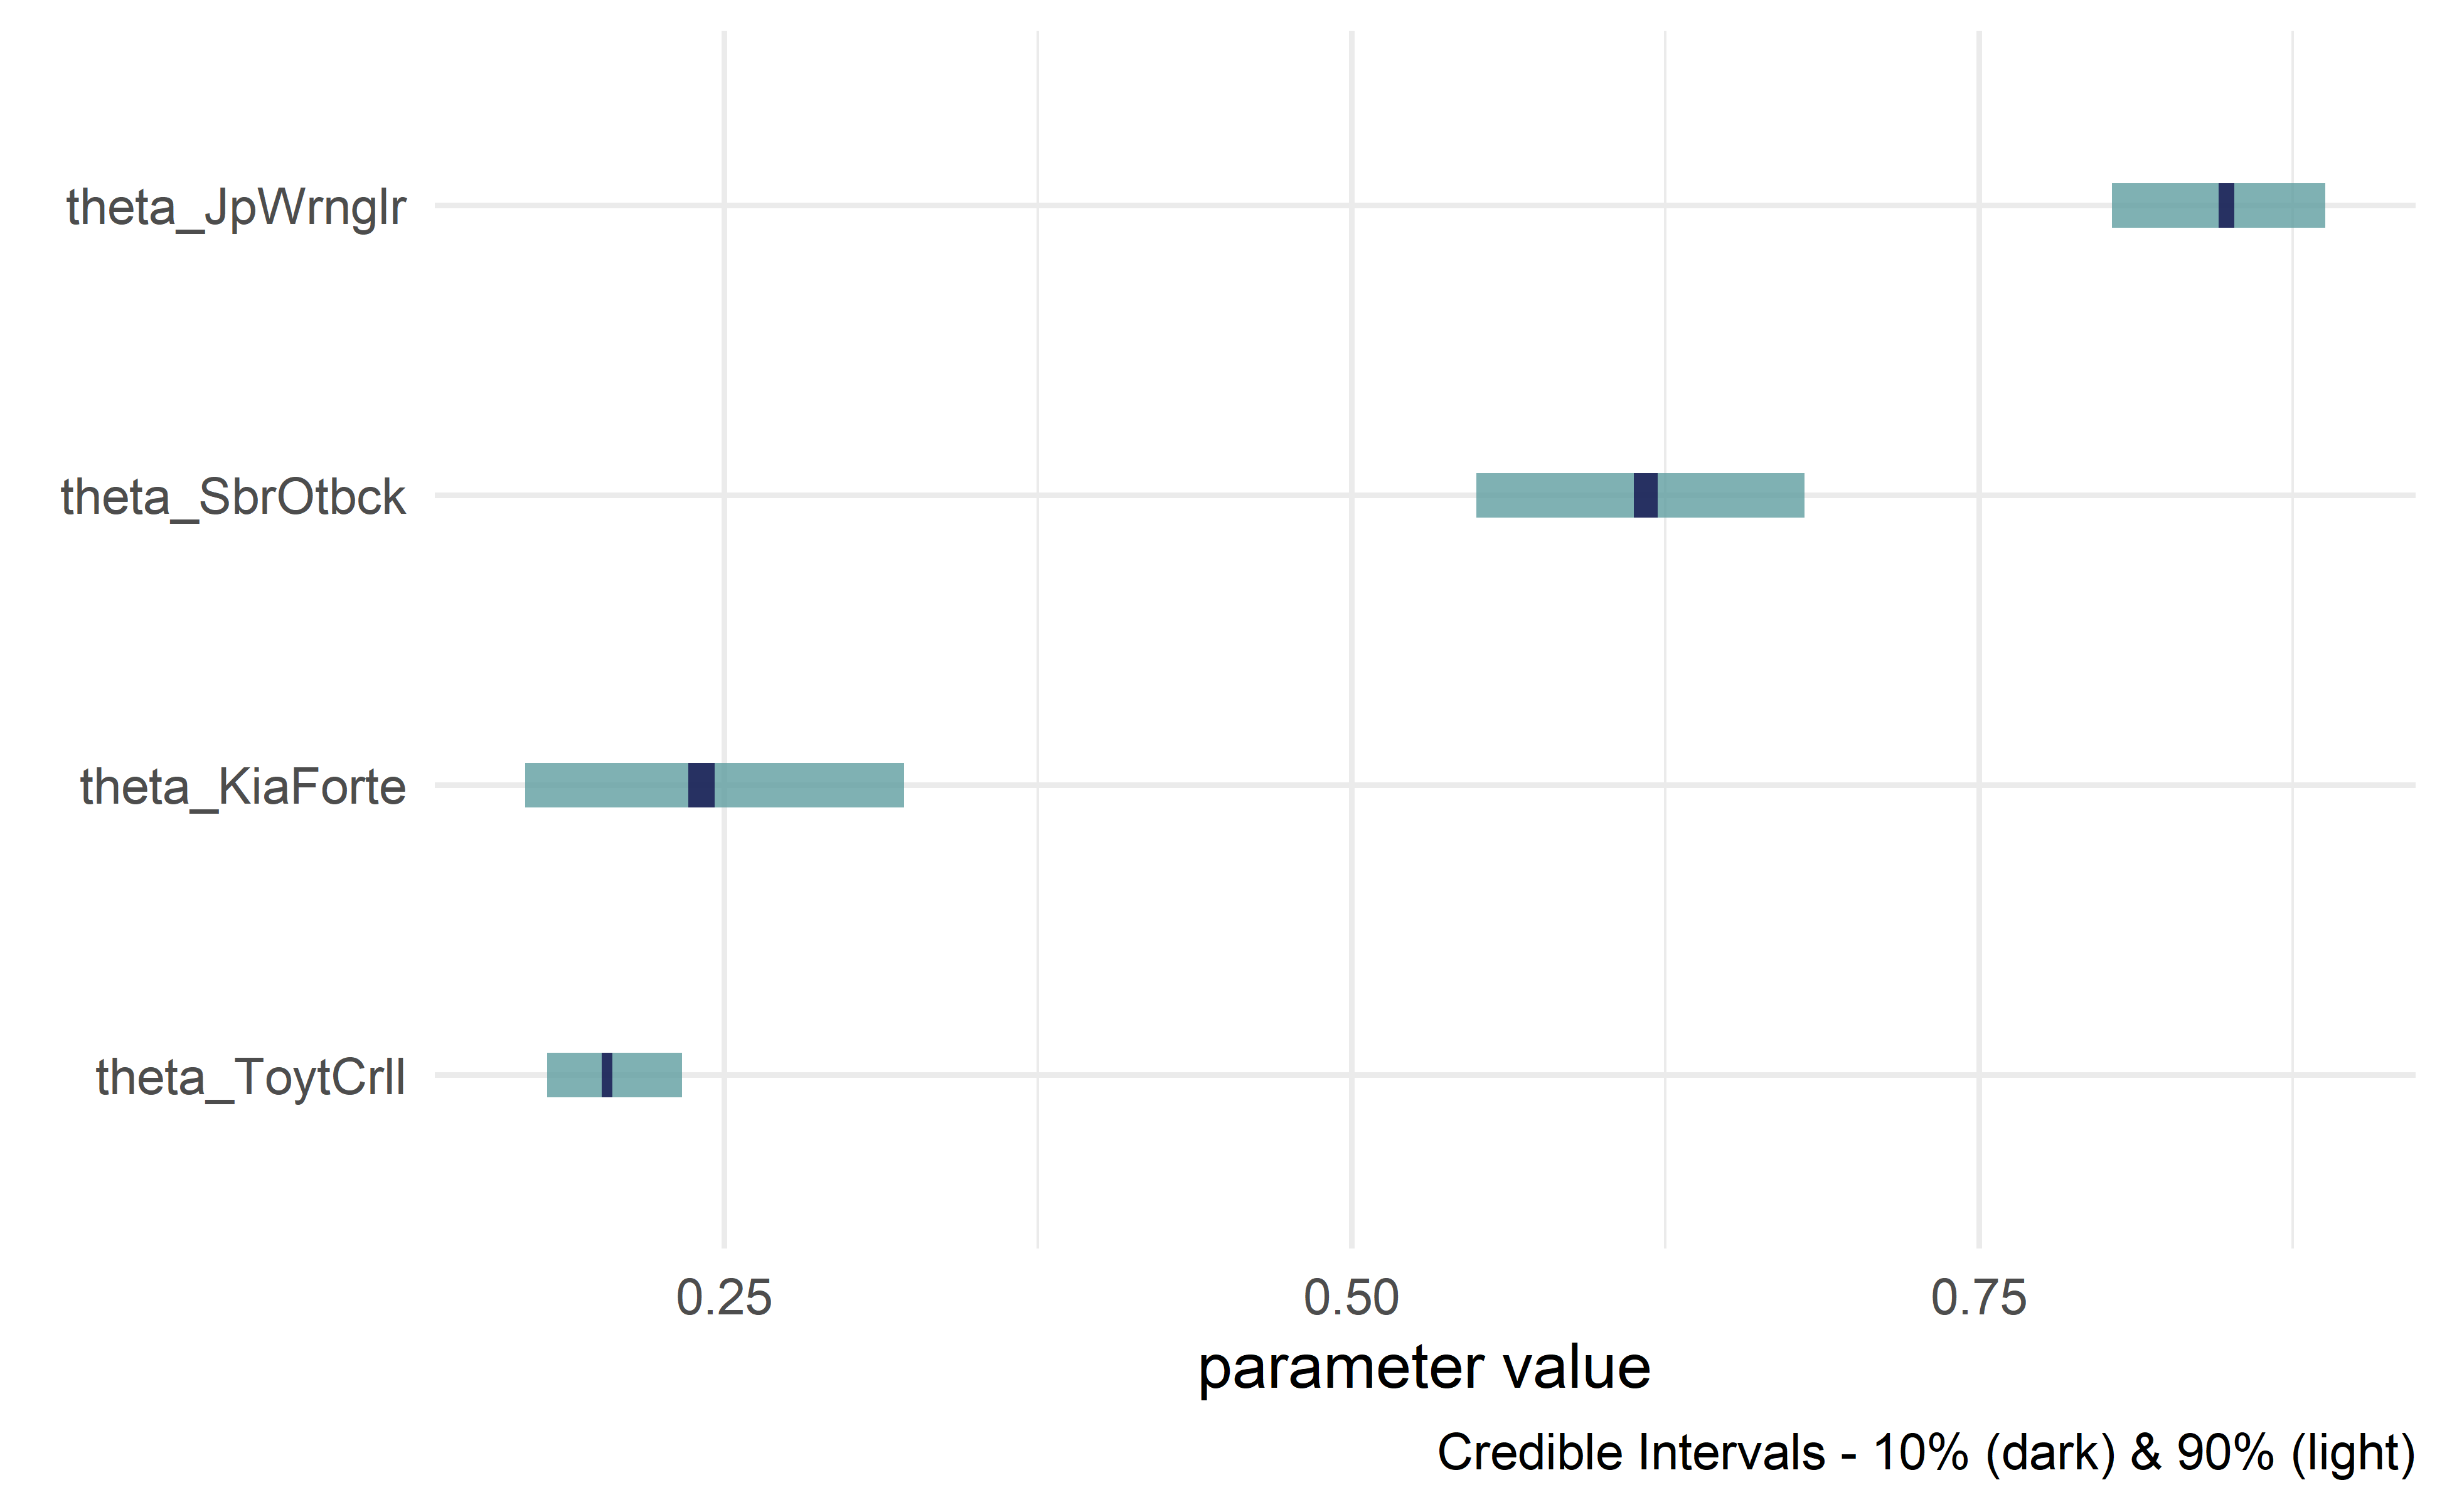 theta_JpWrnglr
theta_SbrOtbck
theta_KiaForte
theta_ToytCrll
0.25 0.50 0.75
parameter value
Credible Intervals - 10% (dark) & 90% (light)